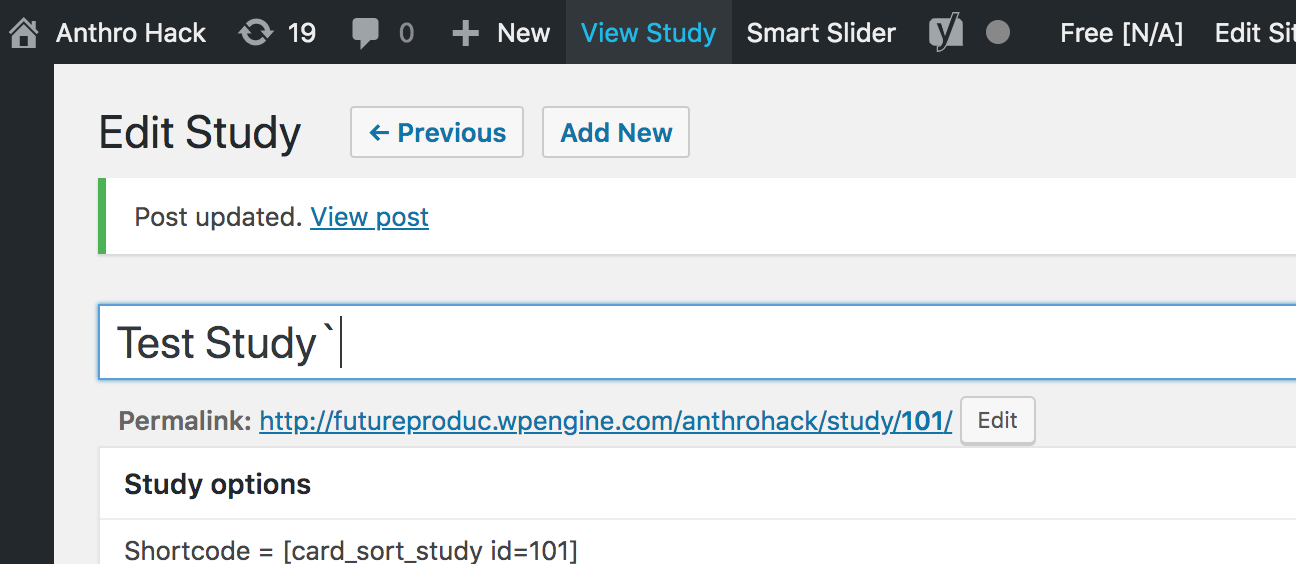 Anthro Hack 19 0 + New View Study Smart Slider Free [N/A] Edit Sit
Edit Study ← Previous Add New
Post updated. View post
Test Study`
Permalink: http://futureproduc.wpengine.com/anthrohack/study/101/ Edit
Study options
Shortcode = [card_sort_study id=101]